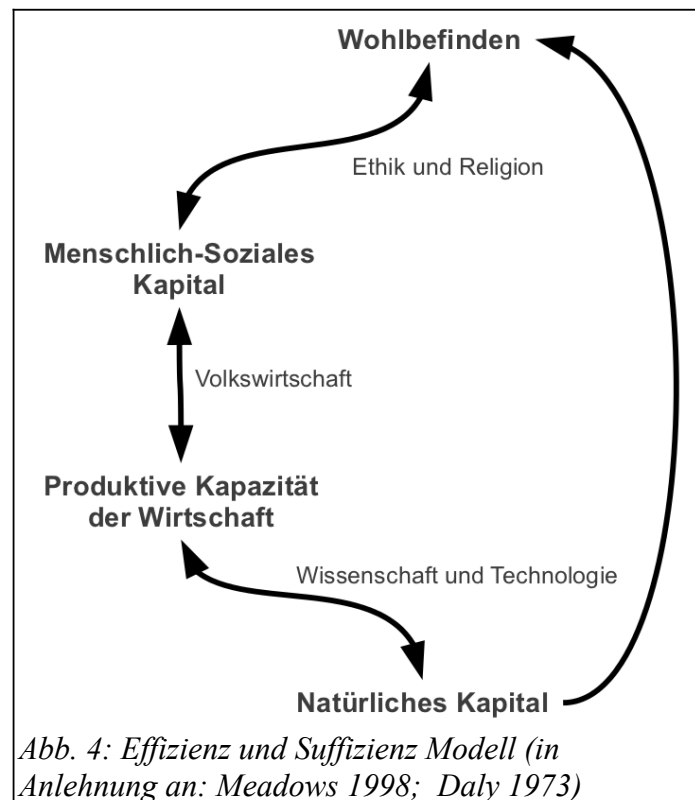 Wohlbefinden
Ethik und Religion
Menschlich-Soziales
Kapital
Volkswirtschaft
Produktive Kapazität
der Wirtschaft
Wissenschaft und Technologie
Natürliches Kapital
Abb. 4: Effizienz und Suffizienz Modell (in
Anlehnung an: Meadows 1998;  Daly 1973)